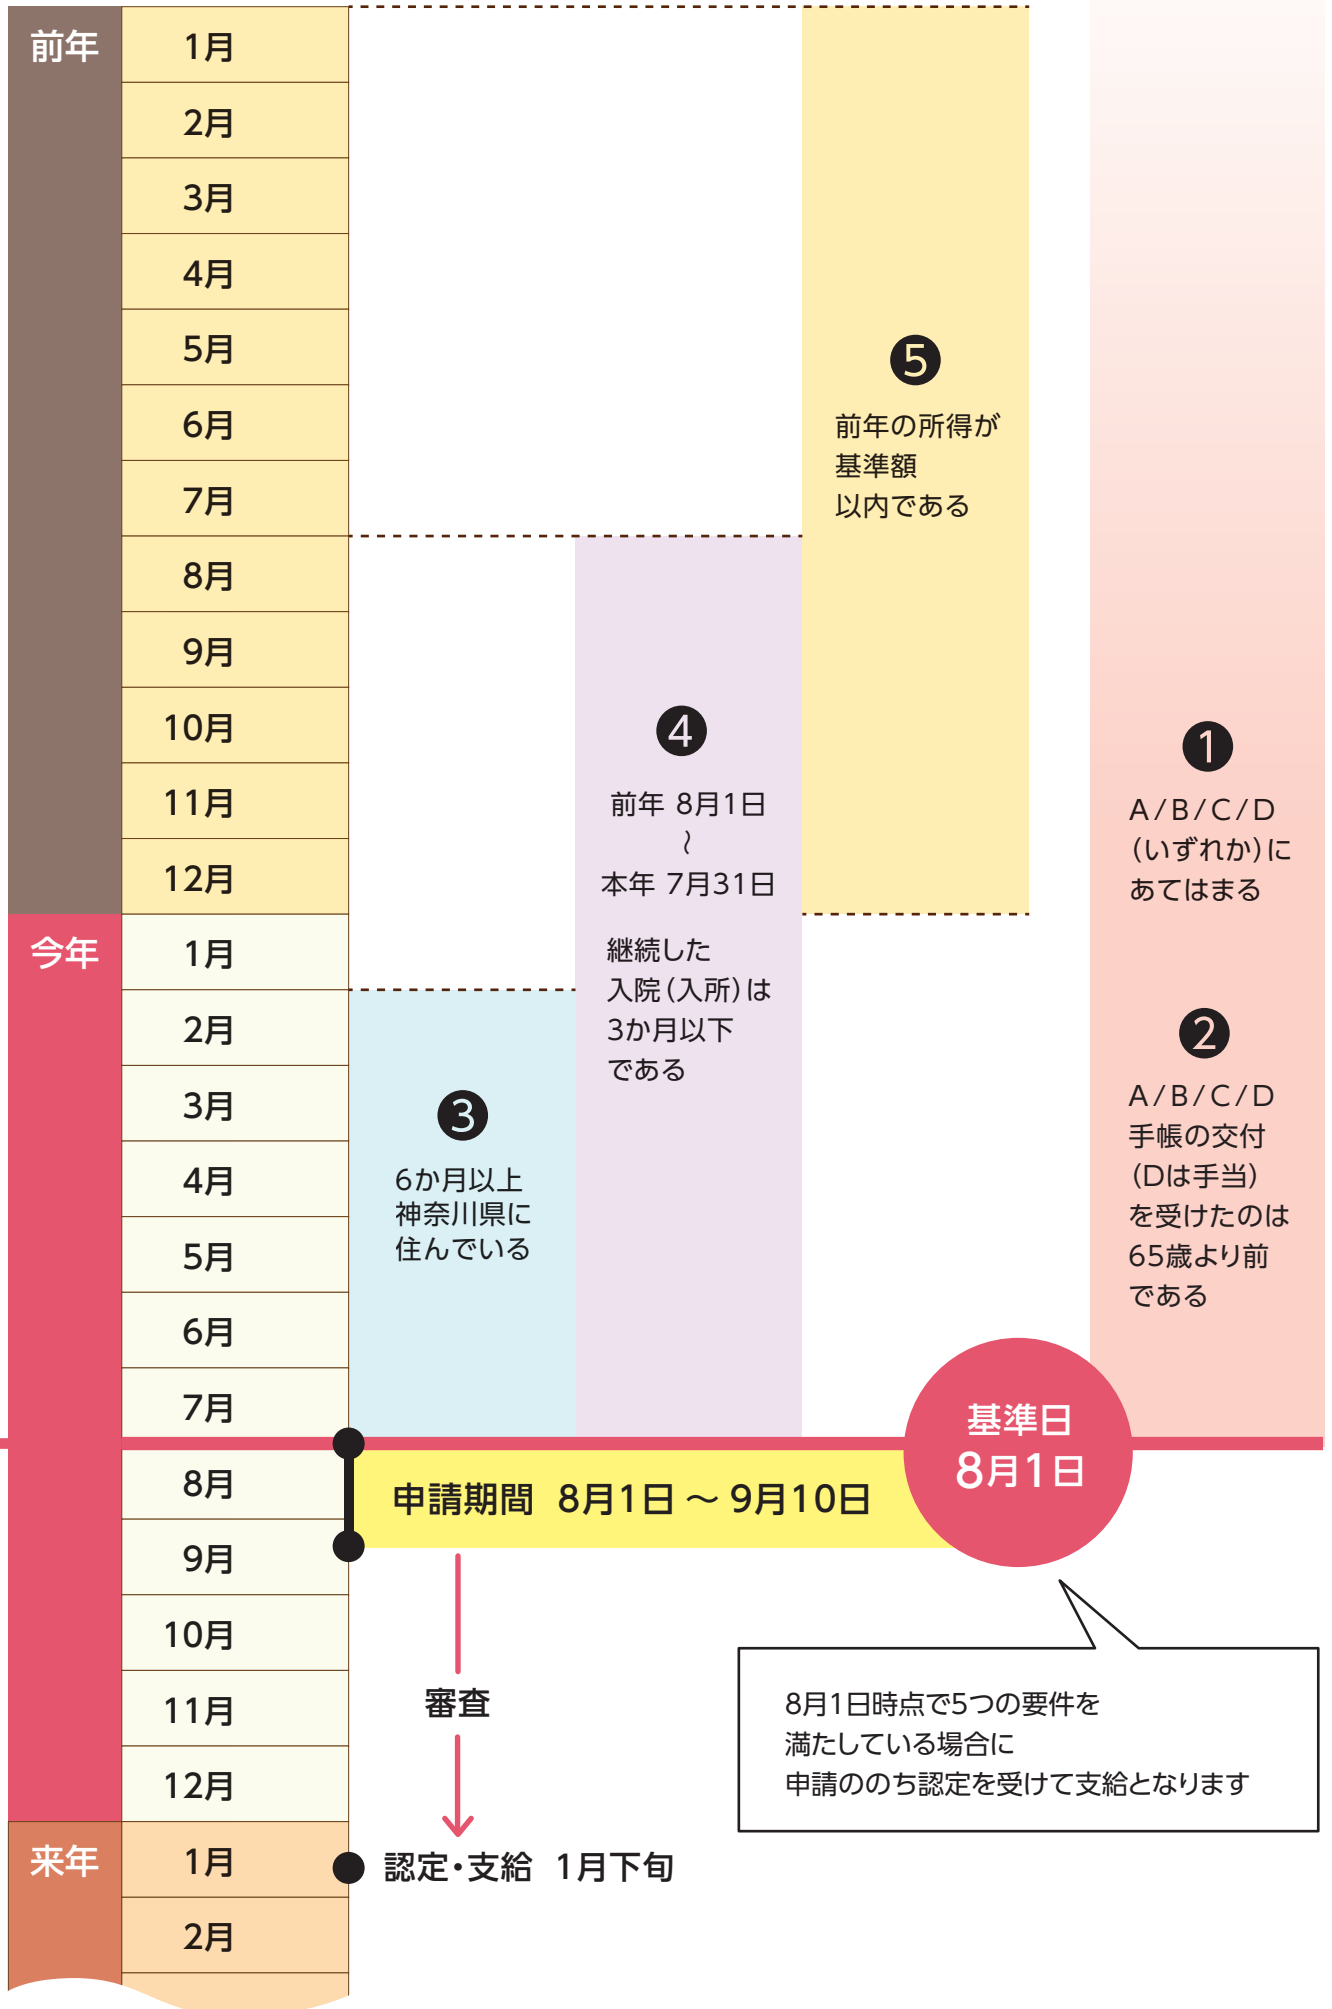 前年
1月
2月
3月
4月
5月
6月
7月
8月
9月
10月
11月
12月
今年
1月
2月
3月
4月
5月
6月
7月
8月
9月
10月
11月
12月
来年
1月
2月
❺
前年の所得が
基準額
以内である
❹
前年 8月1日
〜
本年 7月31日
継続した
入院(入所)は
3か月以下
である
❶
A/B/C/D
(いずれか)に
あてはまる
❷
A/B/C/D
手帳の交付
(Dは手当)
を受けたのは
65歳より前
である
❸
6か月以上
神奈川県に
住んでいる
基準日
8月1日
申請期間 8月1日 〜 9月10日
審査
8月1日時点で5つの要件を
満たしている場合に
申請ののち認定を受けて支給となります
認定・支給 1月下旬